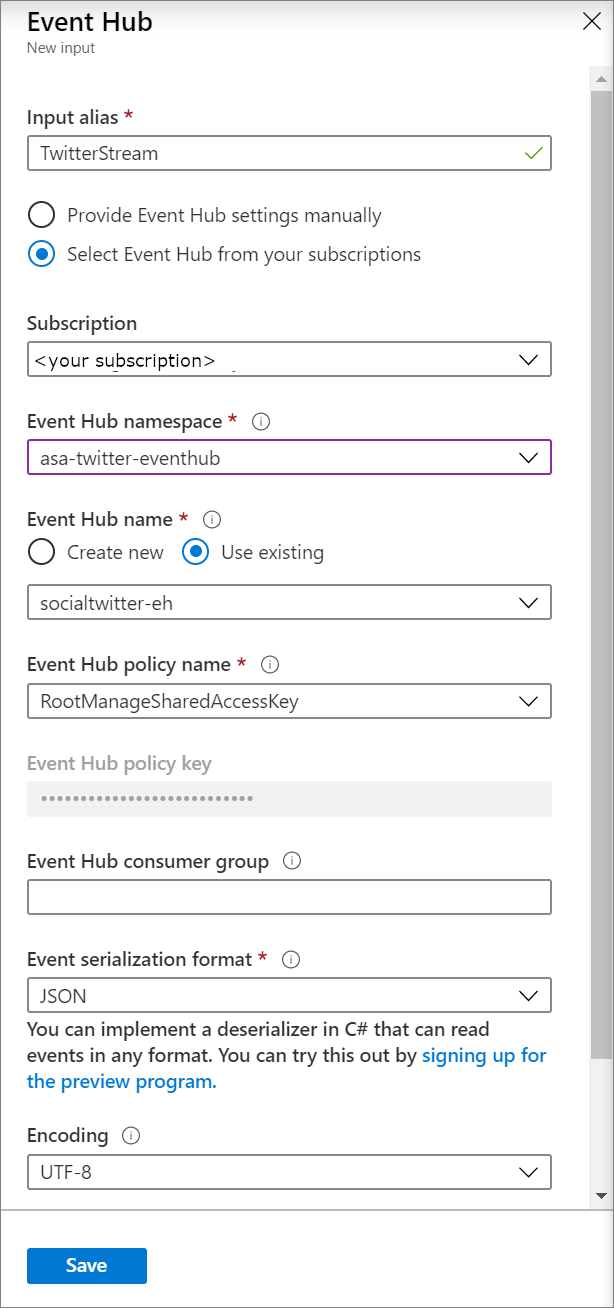 Event Hub
New input
Input alias *
TwitterStream
Provide Event Hub settings manually
Select Event Hub from your subscriptions
Subscription
<your subscription>
Event Hub namespace *
asa-twitter-eventhub
Event Hub name *
Create new Use existing
socialtwitter-eh
Event Hub policy name *
RootManageSharedAccessKey
Event Hub policy key
•••••••••••••••••••••••••••
Event Hub consumer group
Event serialization format *
JSON
You can implement a deserializer in C# that can read
events in any format. You can try this out by signing up for
the preview program.
Encoding
UTF-8
Save